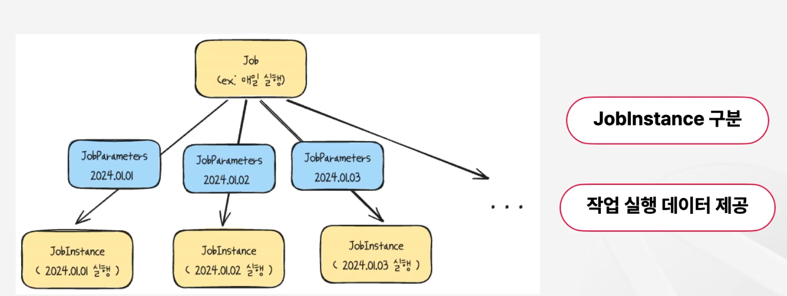 Job
(ex: 매일 실행)
JobParameters
2024.01.01
JobParameters
2024.01.02
JobParameters
2024.01.03
...
JobInstance
( 2024.01.01 실행 )
JobInstance
( 2024.01.02 실행 )
JobInstance
( 2024.01.03 실행 )
JobInstance 구분
작업 실행 데이터 제공